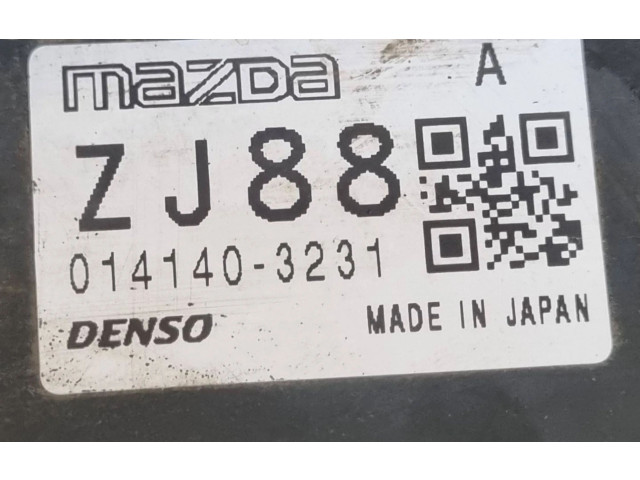 mazda A
ZJ88
014140-3231
DENSO MADE IN JAPAN